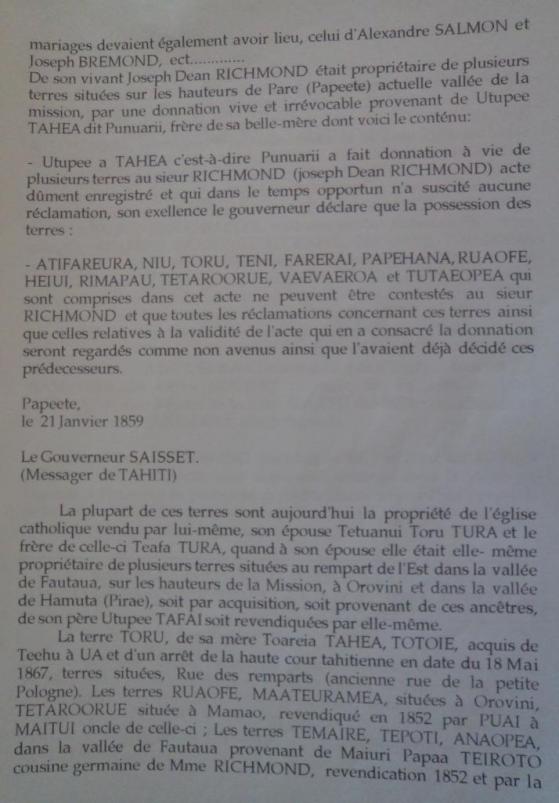 mariages devaient également avoir lieu, celui d'Alexandre SALMON et
Joseph BREMOND, ect.............
De son vivant Joseph Dean RICHMOND était propriétaire de plusieurs
terres situées sur les hauteurs de Pare (Papeete) actuelle vallée de la
mission, par une donnation vive et irrévocable provenant de Utupee
TAHEA dit Punuarii, frère de sa belle-mère dont voici le conténu:
- Utupee a TAHEA c'est-à-dire Punuarii a fait donnation à vie de
plusieurs terres au sieur RICHMOND (joseph Dean RICHMOND) acte
dûment enregistré et qui dans le temps opportun n'a suscité aucune
réclamation, son exellence le gouverneur déclare que la possession des
terres :
- ATIFAREURA, NIU, TORU, TENI, FARERAI, PAPEHANA, RUAOFE,
HEIUI, RIMAPAU, TETAROORUE, VAEVAEROA et TUTAEOPEA qui
sont comprises dans cet acte ne peuvent être contestés au sieur
RICHMOND et que toutes les réclamations concernant ces terres ainsi
que celles relatives à la validité de l'acte qui en a consacré la donnation
seront regardés comme non avenus ainsi que l'avaient déjà décidé ces
prédecesseurs.
Papeete,
le 21 Janvier 1859
Le Gouverneur SAISSET.
(Messager de TAHITI)
La plupart de ces terres sont aujourd'hui la propriété de l'église
catholique vendu par lui-même, son épouse Tetuanui Toru TURA et le
frère de celle-ci Teafa TURA, quand à son épouse elle était elle- même
propriétaire de plusieurs terres situées au rempart de l'Est dans la vallée
de Fautaua, sur les hauteurs de la Mission, à Orovini et dans la vallée
de Hamuta (Pirae), soit par acquisition, soit provenant de ces ancêtres,
de son père Utupee TAFAI soit revendiquées par elle-même.
La terre TORU, de sa mère Toareia TAHEA, TOTOIE, acquis de
Teehu à UA et d'un arrêt de la haute cour tahitienne en date du 18 Mai
1867, terres situées, Rue des remparts (ancienne rue de la petite
Pologne). Les terres RUAOFE, MAATEURAMEA, situées à Orovini,
TETAROORUE située à Mamao, revendiqué en 1852 par PUAI à
MAITUI oncle de celle-ci ; Les terres TEMAIRE, TEPOTI, ANAOPEA,
dans la vallée de Fautaua provenant de Maiuri Papaa TEIROTO
cousine germaine de Mme RICHMOND, revendication 1852 et par la